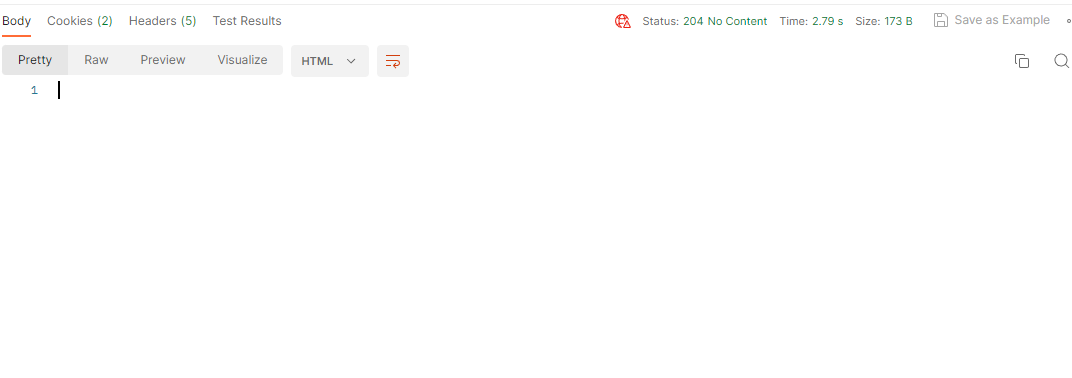 Body Cookies (2) Headers (5) Test Results Status: 204 No Content Time: 2.79 s Size: 173 B Save as Example
Pretty Raw Preview Visualize HTML
1